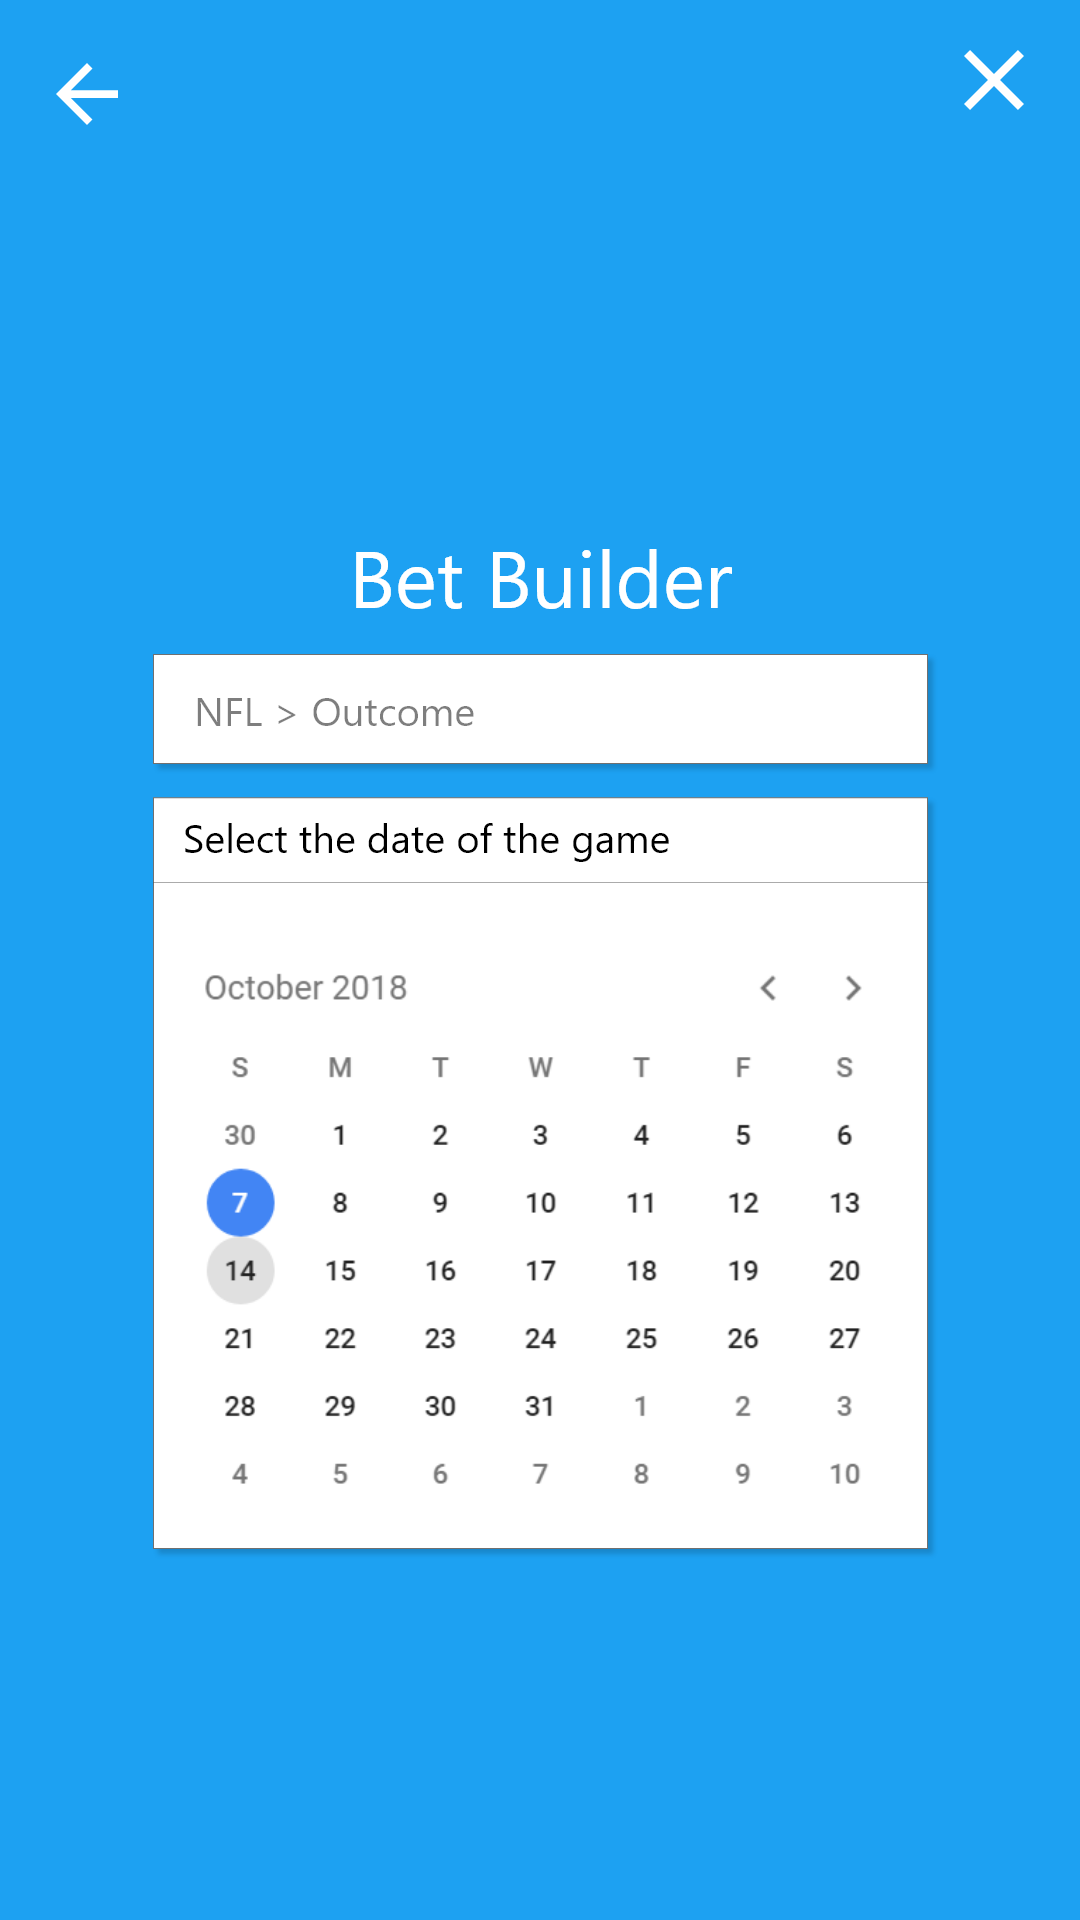 Bet Builder
NFL > Outcome
Select the date of the game
October 2018
S M T W T F S
30 1 2 3 4 5 6
7 8 9 10 11 12 13
14 15 16 17 18 19 20
21 22 23 24 25 26 27
28 29 30 31 1 2 3
4 5 6 7 8 9 10